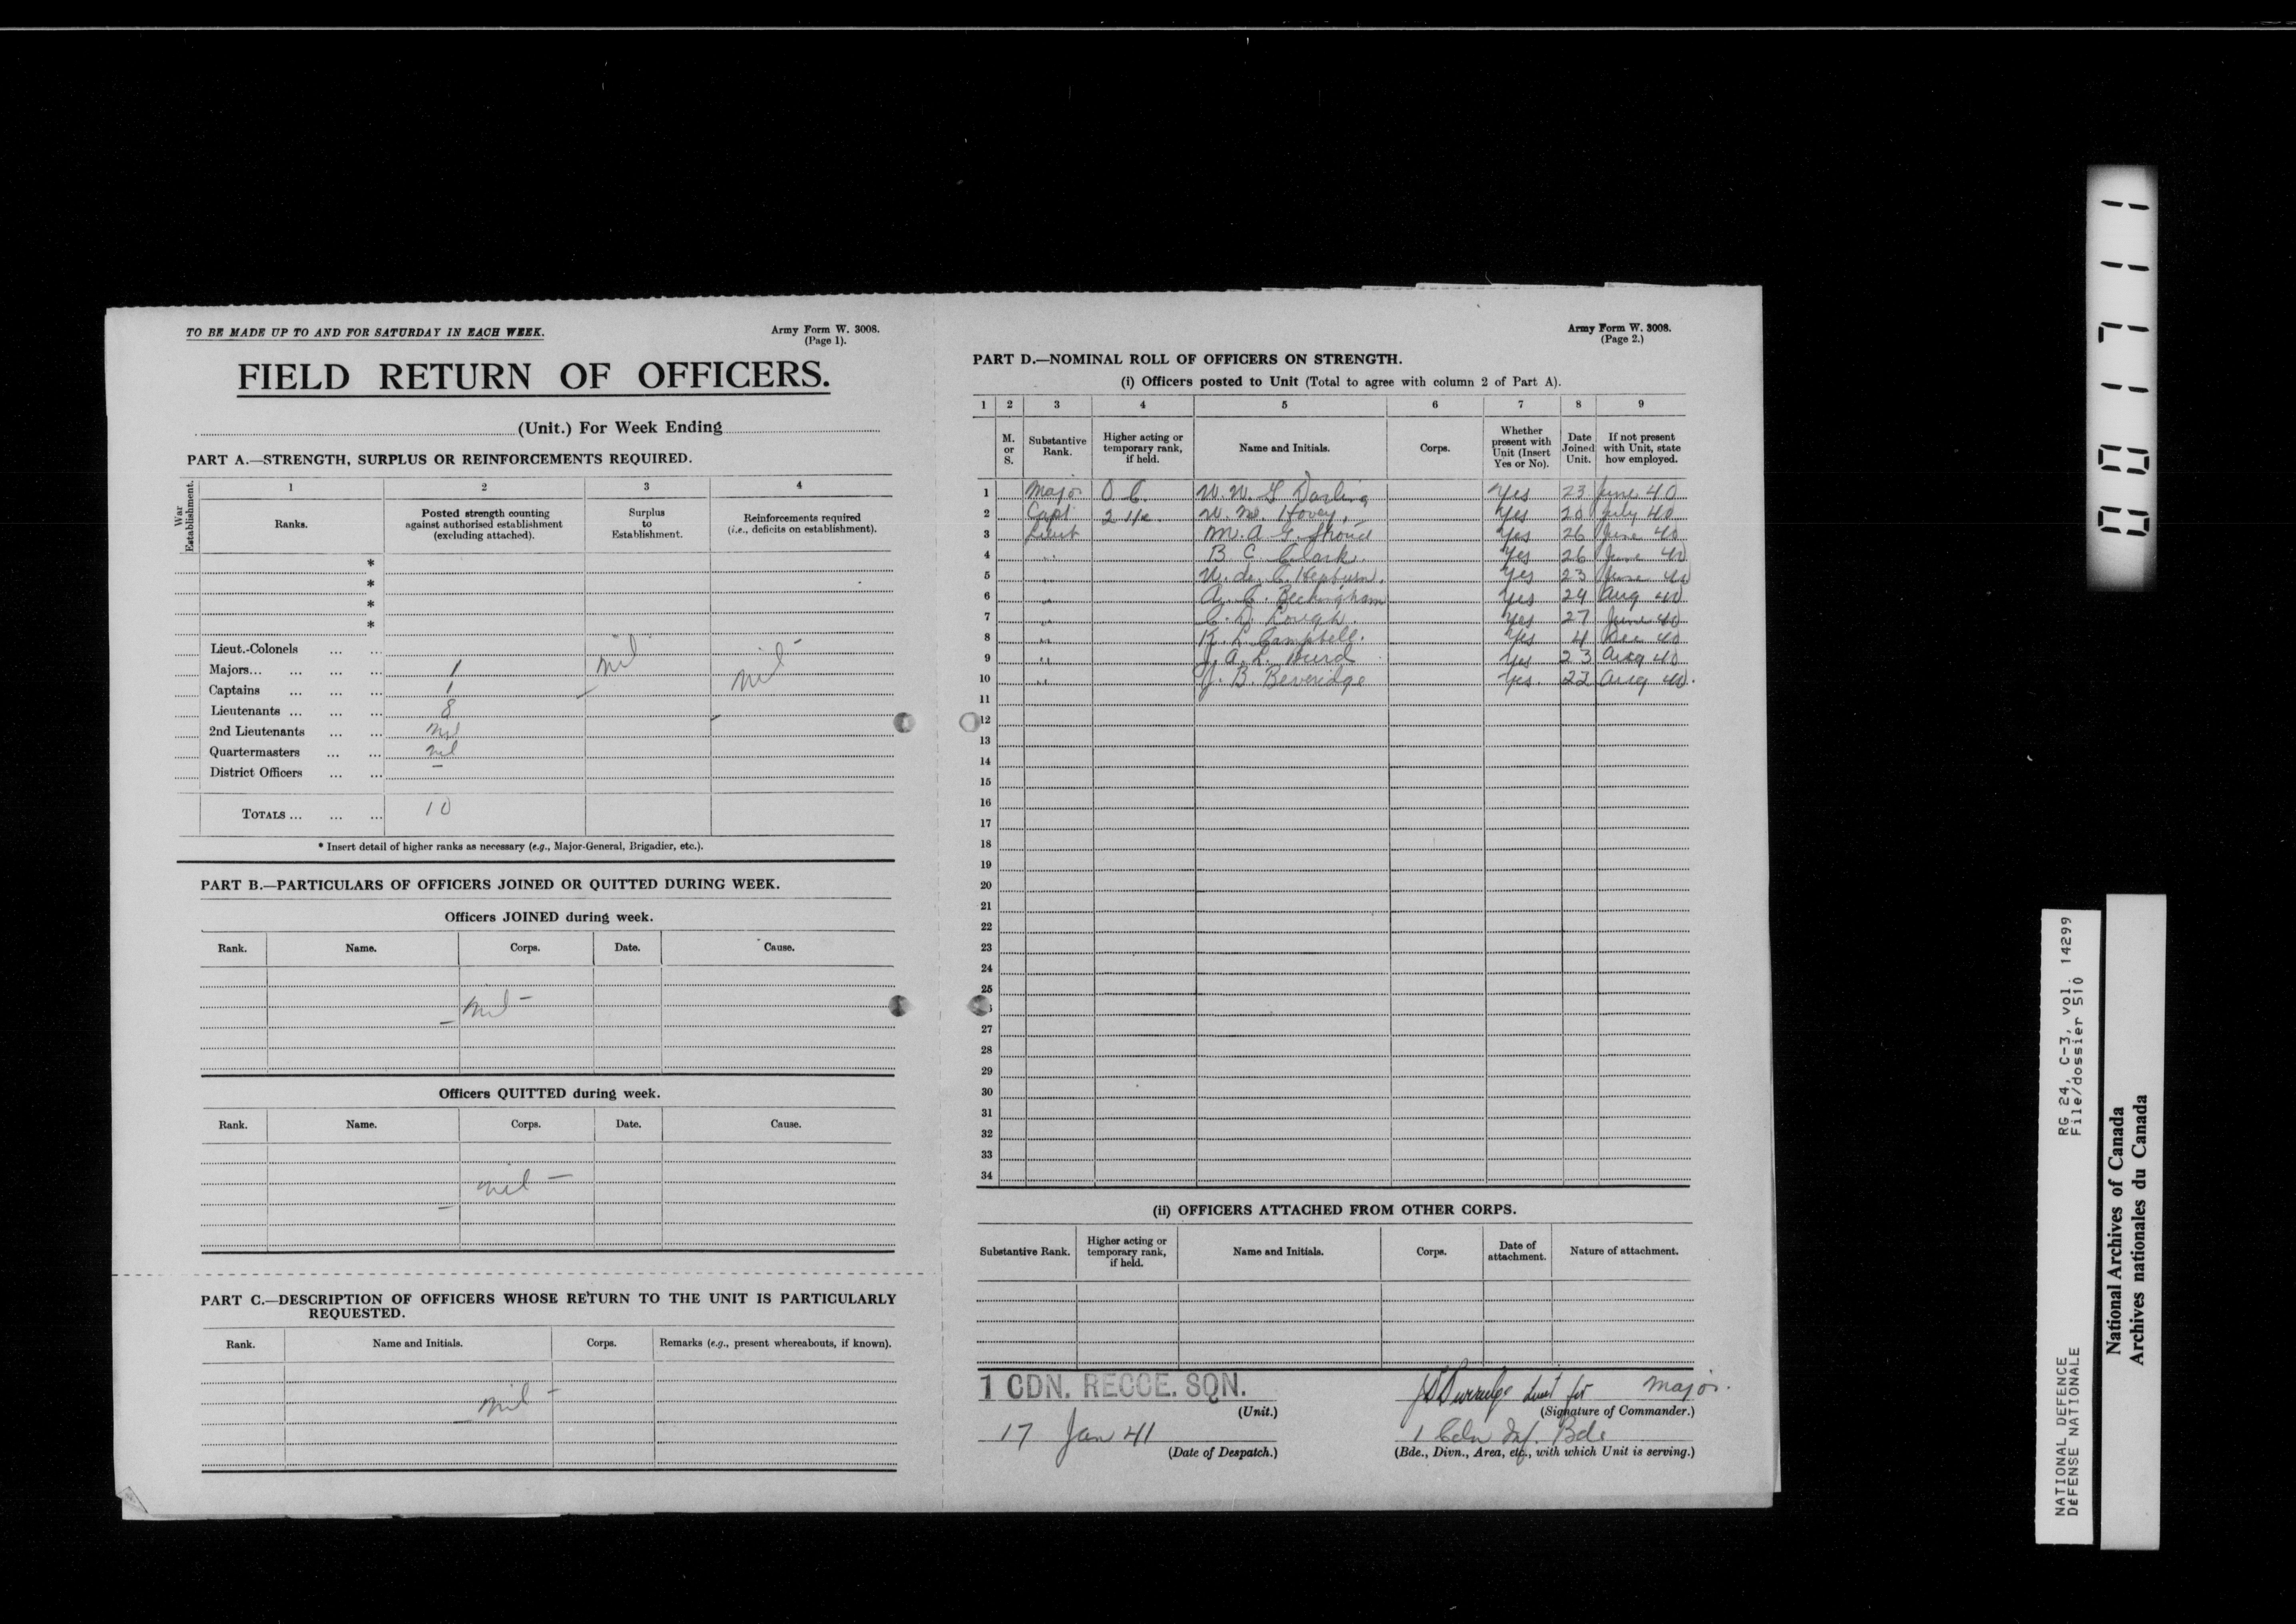 TO BE MADE UP TO AND FOR SATURDAY IN EACH WEEK.
Army Form W. 3008.
(Page 1).
FIELD RETURN OF OFFICERS.
(Unit.) For Week Ending
PART A.—STRENGTH, SURPLUS OR REINFORCEMENTS REQUIRED.
War Establishment.
1 2 3 4
Ranks. Posted strength counting against authorised establishment (excluding attached). Surplus to Establishment. Reinforcements required (i.e., deficits on establishment).
*
*
*
*
Lieut.-Colonels ... ...
Majors... ... ... ... 1 nil nil -
Captains ... ... ... 1
Lieutenants ... ... ... 8
2nd Lieutenants ... ... nil
Quartermasters ... ... nil
District Officers ... ... –
TOTALS ... ... ... 10
* Insert detail of higher ranks as necessary (e.g., Major-General, Brigadier, etc.).
PART B.—PARTICULARS OF OFFICERS JOINED OR QUITTED DURING WEEK.
Officers JOINED during week.
Rank. Name. Corps. Date. Cause.
– nil –
Officers QUITTED during week.
Rank. Name. Corps. Date. Cause.
– nil –
PART C.—DESCRIPTION OF OFFICERS WHOSE RETURN TO THE UNIT IS PARTICULARLY
REQUESTED.
Rank. Name and Initials. Corps. Remarks (e.g., present whereabouts, if known).
– nil –
Army Form W. 3008.
(Page 2.)
PART D.—NOMINAL ROLL OF OFFICERS ON STRENGTH.
(i) Officers posted to Unit (Total to agree with column 2 of Part A).
1 2 3 4 5 6 7 8 9
M. or S. Substantive Rank. Higher acting or temporary rank, if held. Name and Initials. Corps. Whether present with Unit (Insert Yes or No). Date Joined Unit. If not present with Unit, state how employed.
1 Major O.C. W. W. G Darling Yes 23 June 40
2 Capt 2 i/c. W. M. Hovey, Yes 20 July 40
3 Lieut M. A. G. Stroud Yes 26 June 40
4 " B C Clark. Yes 26 June 40
5 " N. de C. Hepburn. Yes 23 June 40
6 " A. C. Beckingham Yes 24 Aug 40
7 " C. D. Rough. Yes 27 June 40
8 " K. L. Campbell. Yes 4 Dec 40
9 " J. A. L. Hurd Yes 23 Aug 40
10 " J. B. Beveridge Yes. 22 Aug 40.
11
12
13
14
15
16
17
18
19
20
21
22
23
24
25
27
28
29
30
31
32
33
34
(ii) OFFICERS ATTACHED FROM OTHER CORPS.
Substantive Rank. Higher acting or temporary rank, if held. Name and Initials. Corps. Date of attachment. Nature of attachment.
1 CDN. RECCE. SQN.
(Unit.)
17 Jan 41
(Date of Despatch.)
Lieut for Major.
(Signature of Commander.)
1 Cdn Inf. Bde
(Bde., Divn., Area, etc., with which Unit is serving.)
001711
RG 24, C-3, vol. 14299
File/dossier 510
NATIONAL DEFENCE
DÉFENSE NATIONALE
National Archives of Canada
Archives nationales du Canada